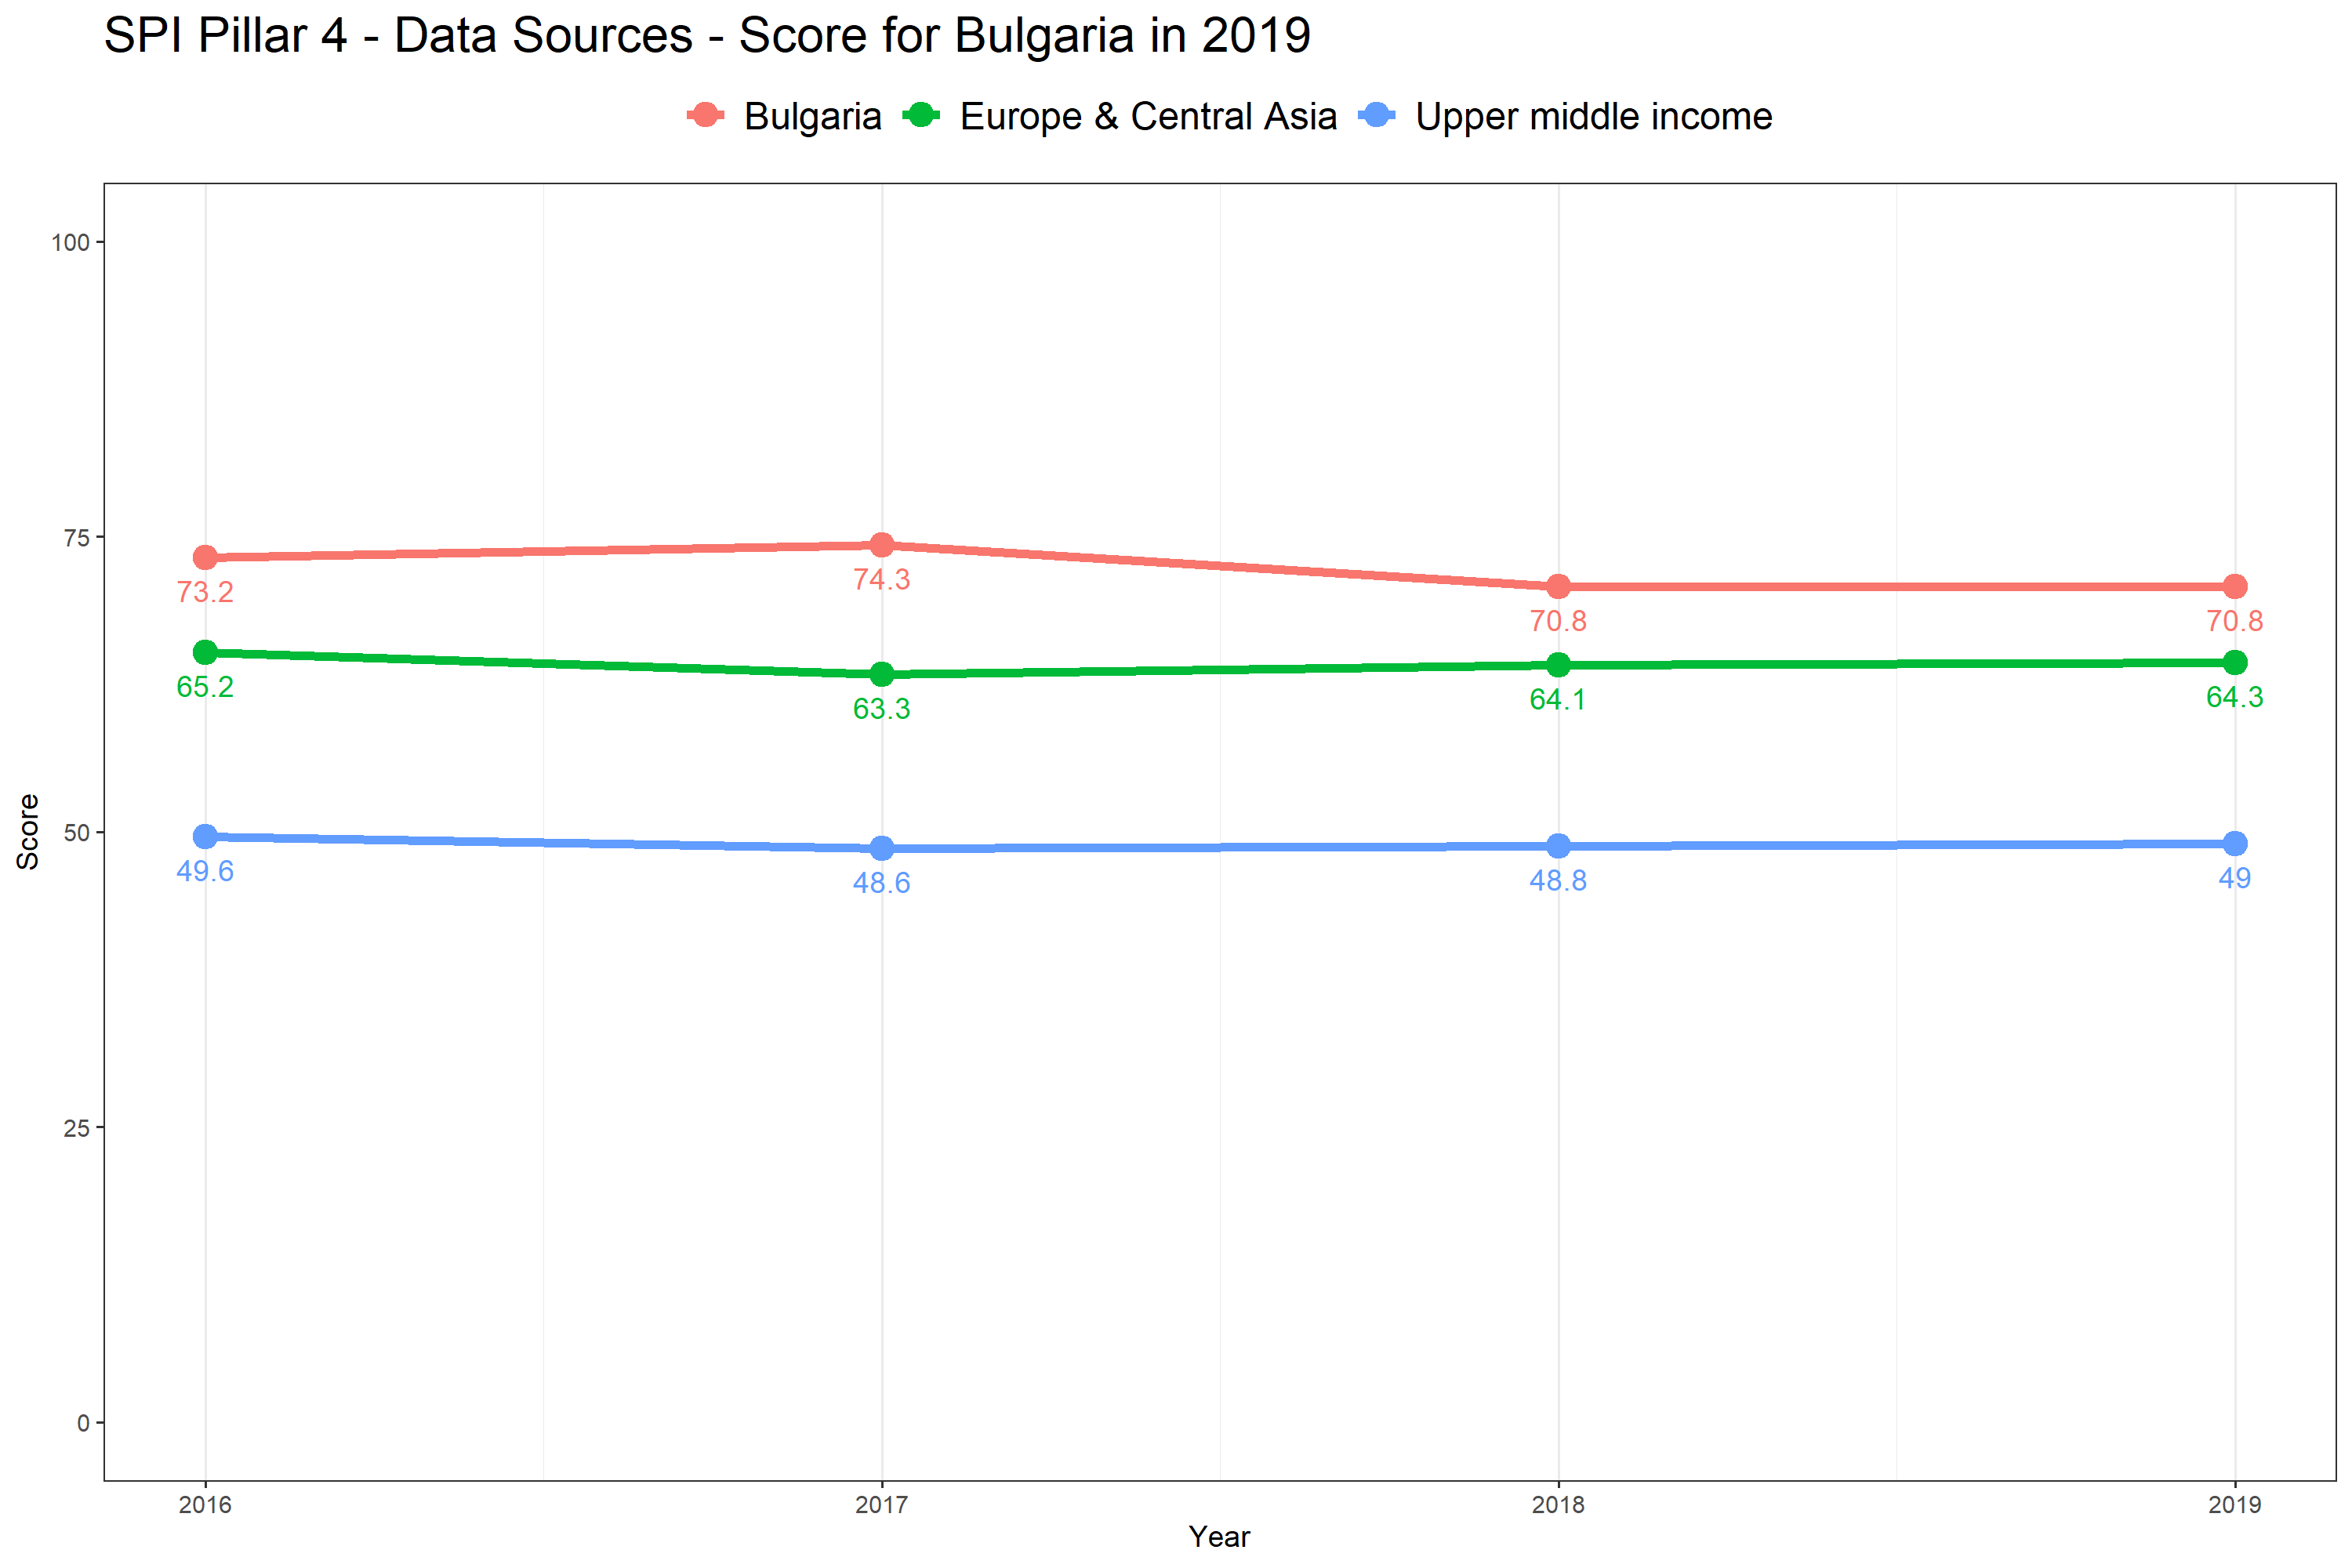 SPI Pillar 4 - Data Sources - Score for Bulgaria in 2019
Bulgaria Europe & Central Asia Upper middle income
100
75
50
25
0
Score
73.2 74.3 70.8 70.8
65.2 63.3 64.1 64.3
49.6 48.6 48.8 49
2016 2017 2018 2019
Year